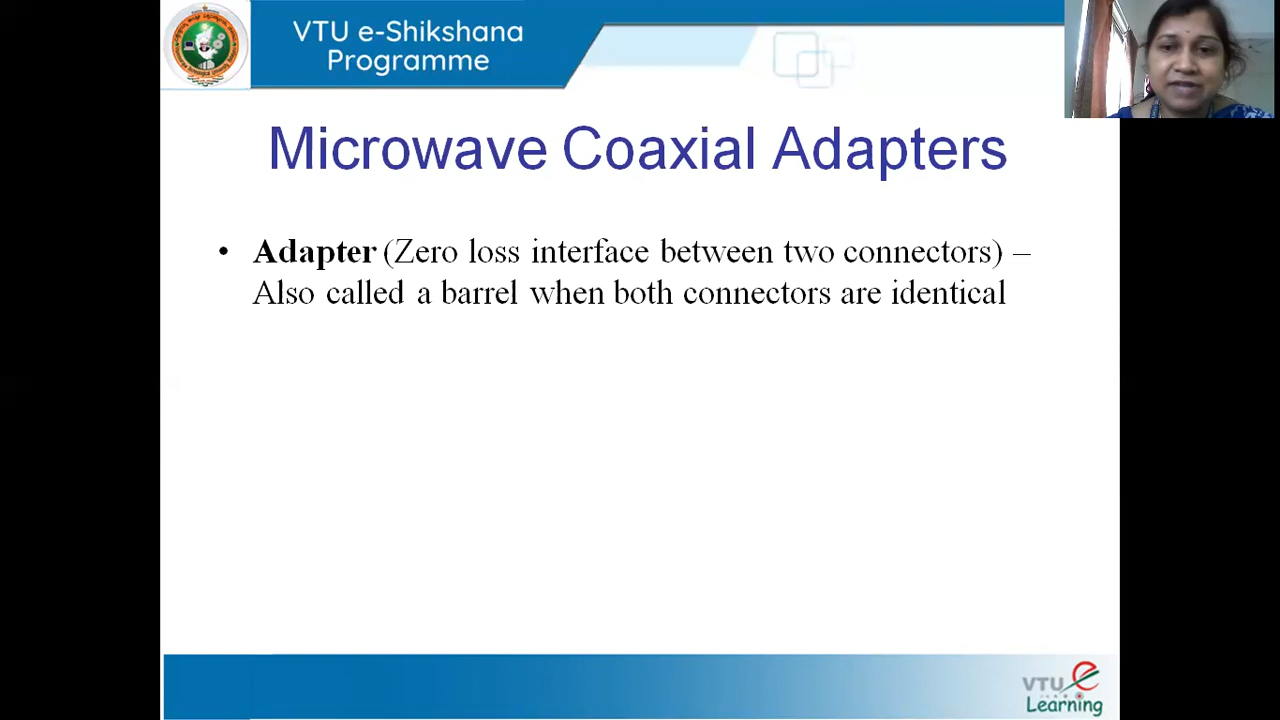 VTU e-Shikshana
Programme
Microwave Coaxial Adapters
• Adapter (Zero loss interface between two connectors) –
Also called a barrel when both connectors are identical
VTU e
Learning